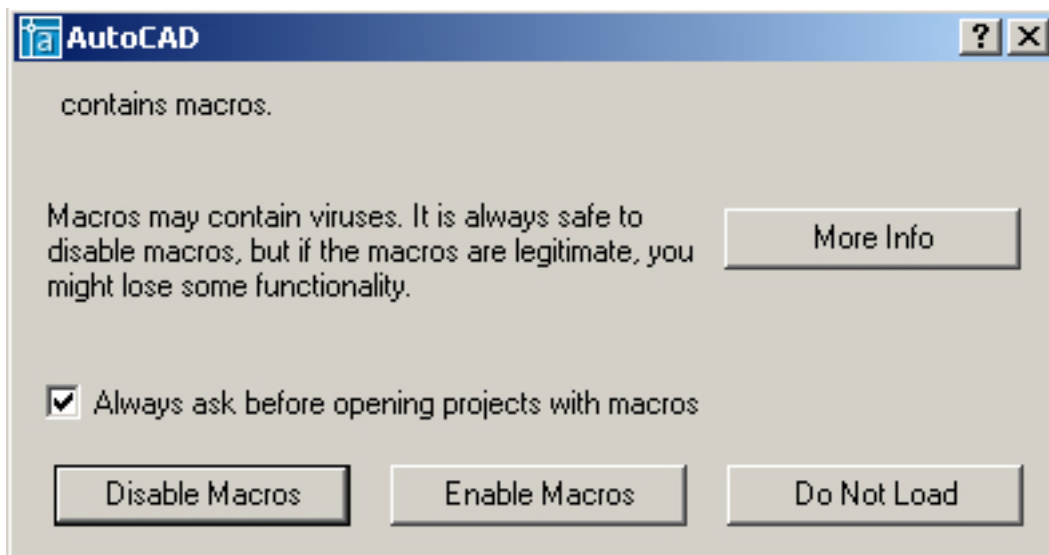 AutoCAD
contains macros.
Macros may contain viruses. It is always safe to
disable macros, but if the macros are legitimate, you
might lose some functionality.
More Info
Always ask before opening projects with macros
Disable Macros
Enable Macros
Do Not Load